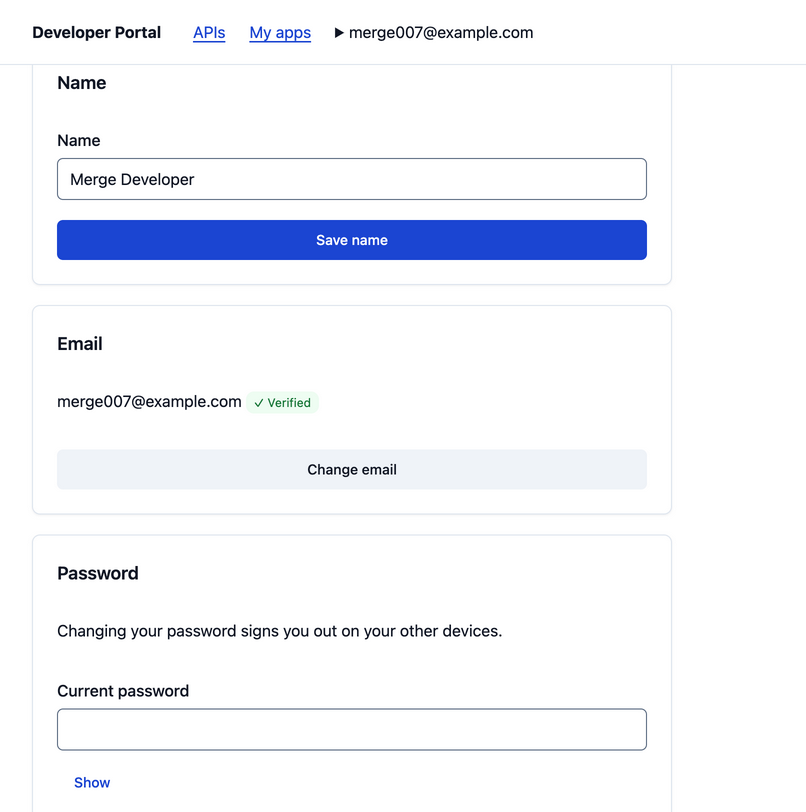 Developer Portal APIs My apps ▶ merge007@example.com
Name
Name
Merge Developer
Save name
Email
merge007@example.com ✓ Verified
Change email
Password
Changing your password signs you out on your other devices.
Current password
Show